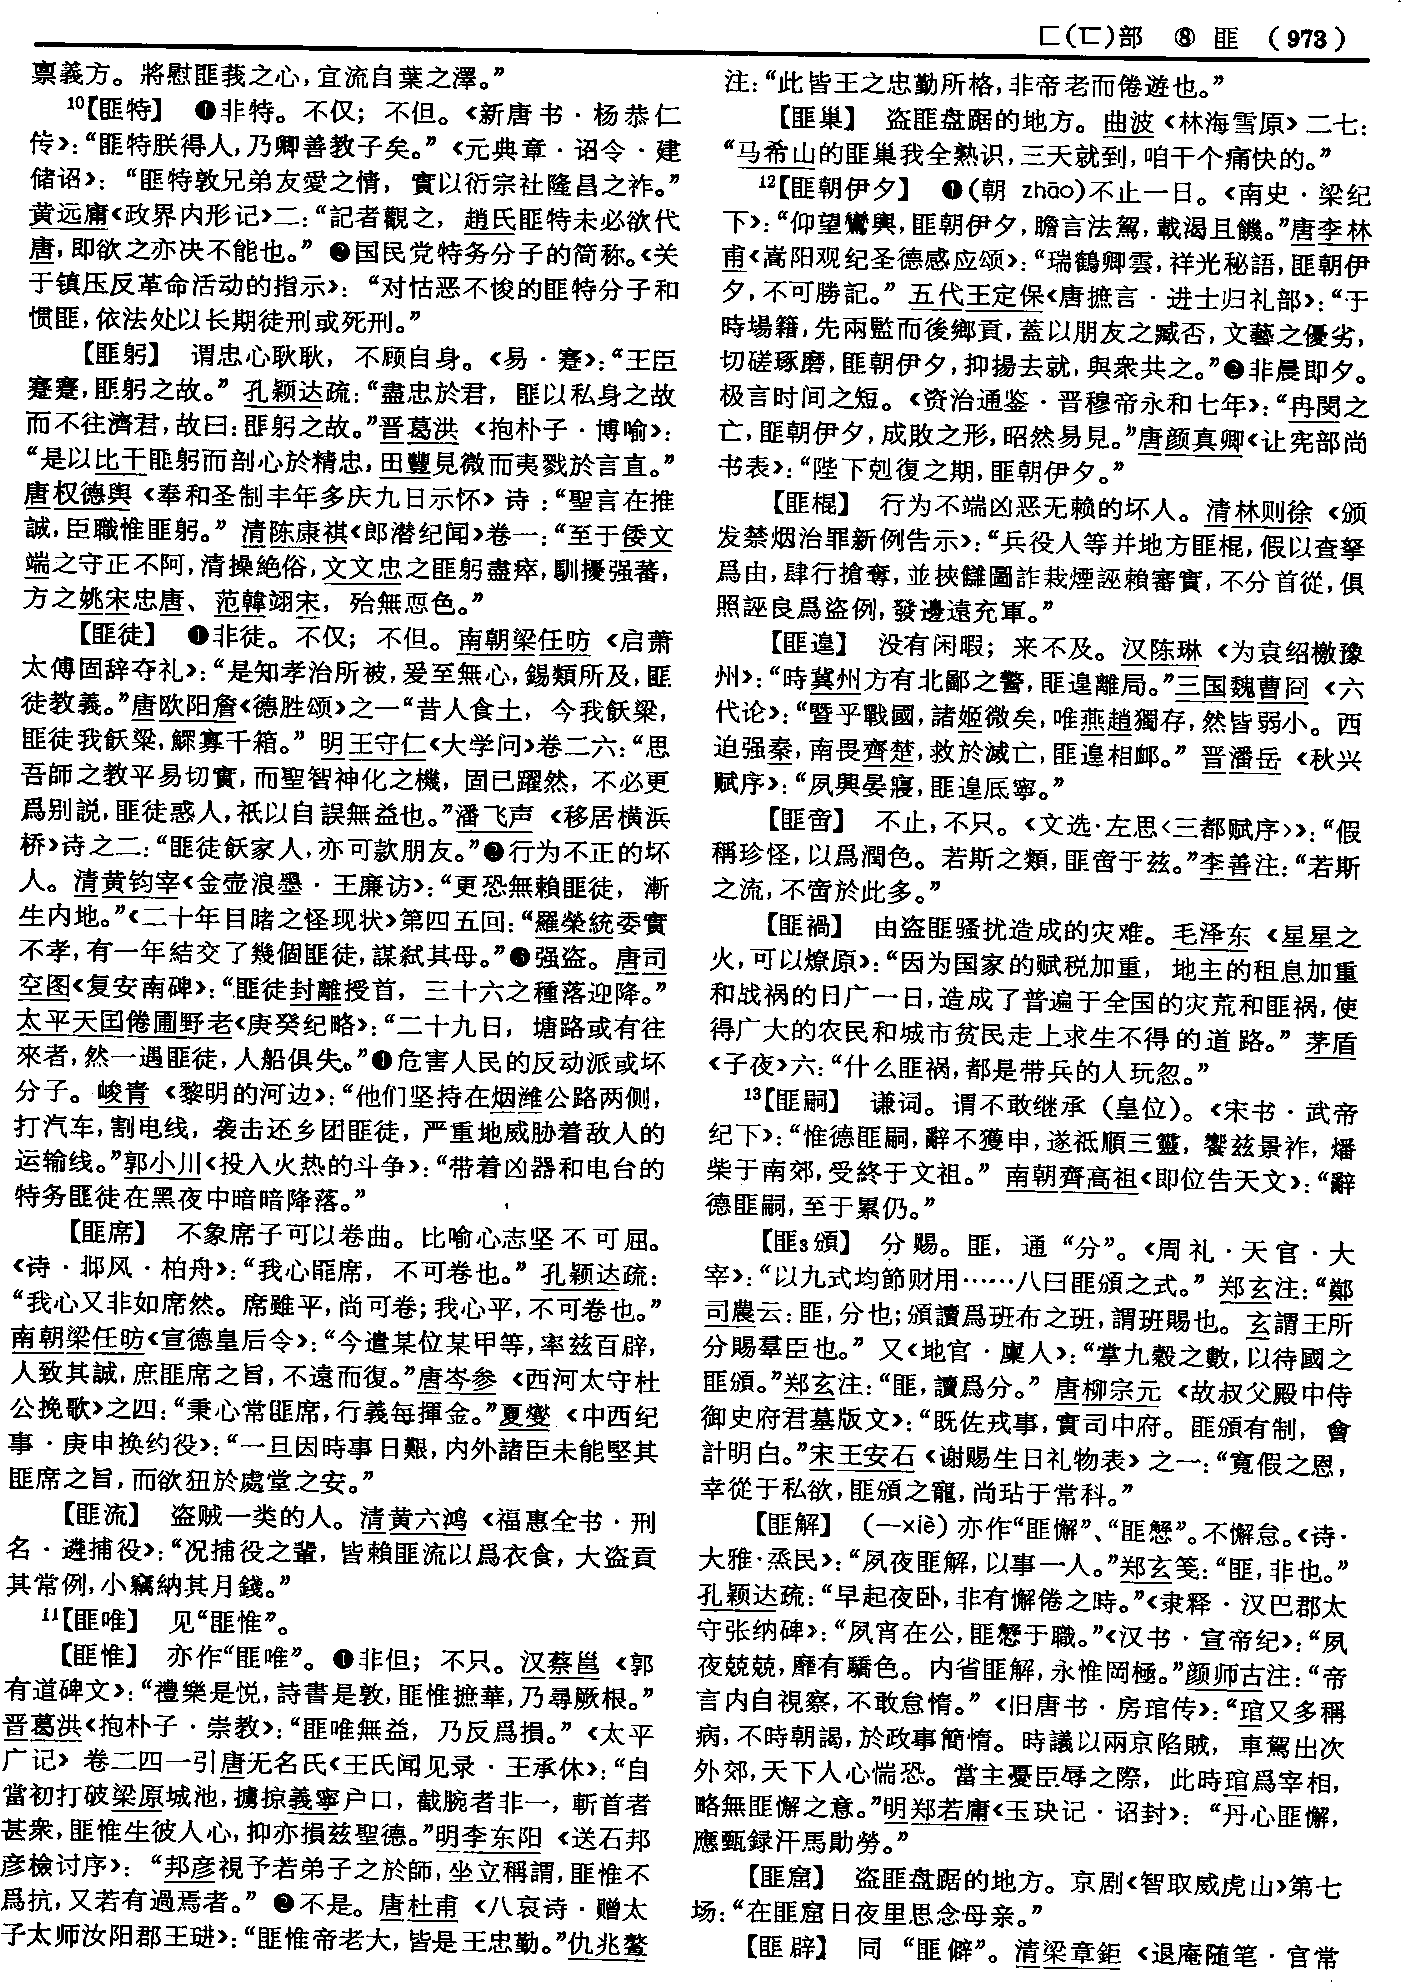 匚(匸)部 ⑧ 匪 (973)
禀義方。將慰匪莪之心,宜流自葉之澤。”
10【匪特】 ❶非特。不仅；不但。《新唐书·杨恭仁
传》：“匪特朕得人,乃卿善教子矣。”《元典章·诏令·建
储诏》：“匪特敦兄弟友愛之情，實以衍宗社隆昌之祚。”
黄远庸《政界内形记》二：“記者觀之，趙氏匪特未必欲代
唐,即欲之亦决不能也。” ❷国民党特务分子的简称。《关
于镇压反革命活动的指示》：“对怙恶不悛的匪特分子和
惯匪,依法处以长期徒刑或死刑。”
【匪躬】 谓忠心耿耿，不顾自身。《易·蹇》：“王臣
蹇蹇,匪躬之故。” 孔颖达疏：“盡忠於君，匪以私身之故
而不往濟君,故曰：匪躬之故。”晋葛洪《抱朴子·博喻》：
“是以比干匪躬而剖心於精忠,田豐見微而夷戮於言直。”
唐权德舆《奉和圣制丰年多庆九日示怀》诗：“聖言在推
誠,臣職惟匪躬。” 清陈康祺《郎潜纪闻》卷一：“至于倭文
端之守正不阿,清操絶俗,文文忠之匪躬盡瘁,馴擾强蕃，
方之姚宋忠唐、范韓翊宋，殆無恧色。”
【匪徒】 ❶非徒。不仅；不但。南朝梁任昉《启萧
太傅固辞夺礼》：“是知孝治所被,爰至無心,錫類所及,匪
徒教義。”唐欧阳詹《德胜颂》之一“昔人食土，今我飫粱，
匪徒我飫粱,鰥寡千箱。” 明王守仁《大学问》卷二六：“思
吾師之教平易切實,而聖智神化之機，固已躍然，不必更
爲别説,匪徒惑人,祇以自誤無益也。”潘飞声《移居横浜
桥》诗之二：“匪徒飫家人,亦可款朋友。”❷行为不正的坏
人。清黄钧宰《金壶浪墨·王廉访》：“更恐無賴匪徒，漸
生内地。”《二十年目睹之怪现状》第四五回：“羅榮統委實
不孝,有一年結交了幾個匪徒,謀弒其母。”❸强盗。唐司
空图《复安南碑》：“匪徒封離授首，三十六之種落迎降。”
太平天囯倦圃野老《庚癸纪略》：“二十九日，塘路或有往
來者,然一遇匪徒,人船俱失。”❹危害人民的反动派或坏
分子。峻青《黎明的河边》：“他们坚持在烟潍公路两侧，
打汽车,割电线，袭击还乡团匪徒，严重地威胁着敌人的
运输线。”郭小川《投入火热的斗争》：“带着凶器和电台的
特务匪徒在黑夜中暗暗降落。”
【匪席】 不象席子可以卷曲。比喻心志坚不可屈。
《诗·邶风·柏舟》：“我心匪席，不可卷也。” 孔颖达疏：
“我心又非如席然。席雖平,尚可卷；我心平,不可卷也。”
南朝梁任昉《宣德皇后令》：“今遣某位某甲等,率兹百辟，
人致其誠,庶匪席之旨,不遠而復。”唐岑参《西河太守杜
公挽歌》之四：“秉心常匪席,行義每揮金。”夏燮《中西纪
事·庚申换约役》：“一旦因時事日艱,内外諸臣未能堅其
匪席之旨,而欲狃於處堂之安。”
【匪流】 盗贼一类的人。清黄六鸿《福惠全书·刑
名·遴捕役》：“况捕役之輩，皆賴匪流以爲衣食，大盗貢
其常例,小竊納其月錢。”
11【匪唯】 见“匪惟”。
【匪惟】 亦作“匪唯”。❶非但；不只。汉蔡邕《郭
有道碑文》：“禮樂是悦,詩書是敦,匪惟摭華,乃尋厥根。”
晋葛洪《抱朴子·崇教》：“匪唯無益，乃反爲損。”《太平
广记》卷二四一引唐无名氏《王氏闻见录·王承休》：“自
當初打破梁原城池,擄掠義寧户口，截腕者非一，斬首者
甚衆,匪惟生彼人心,抑亦損兹聖德。”明李东阳《送石邦
彦檢讨序》：“邦彦視予若弟子之於師,坐立稱謂,匪惟不
爲抗,又若有過焉者。” ❷不是。唐杜甫《八哀诗·赠太
子太师汝阳郡王琎》：“匪惟帝老大,皆是王忠勤。”仇兆鳌
注：“此皆王之忠勤所格,非帝老而倦遊也。”
【匪巢】 盗匪盘踞的地方。曲波《林海雪原》二七：
“马希山的匪巢我全熟识,三天就到,咱干个痛快的。”
12【匪朝伊夕】 ❶(朝 zhāo)不止一日。《南史·梁纪
下》：“仰望鸞輿,匪朝伊夕,瞻言法駕,載渴且饑。”唐李林
甫《嵩阳观纪圣德感应颂》：“瑞鶴卿雲,祥光秘語,匪朝伊
夕,不可勝記。” 五代王定保《唐摭言·进士归礼部》：“于
時場籍,先兩監而後鄉貢,蓋以朋友之臧否,文藝之優劣，
切磋琢磨,匪朝伊夕,抑揚去就,與衆共之。”❷非晨即夕。
极言时间之短。《资治通鉴·晋穆帝永和七年》：“冉閔之
亡,匪朝伊夕,成敗之形,昭然易見。”唐颜真卿《让宪部尚
书表》：“陛下剋復之期,匪朝伊夕。”
【匪棍】 行为不端凶恶无赖的坏人。清林则徐《颁
发禁烟治罪新例告示》：“兵役人等并地方匪棍,假以查拏
爲由,肆行搶奪,並挾讎圖詐栽煙誣賴審實,不分首從,俱
照誣良爲盗例,發邊遠充軍。”
【匪遑】 没有闲暇；来不及。汉陈琳《为袁绍檄豫
州》：“時冀州方有北鄙之警,匪遑離局。”三国魏曹冏《六
代论》：“暨乎戰國,諸姬微矣,唯燕趙獨存,然皆弱小。西
迫强秦,南畏齊楚,救於滅亡,匪遑相卹。” 晋潘岳《秋兴
赋序》：“夙興晏寢,匪遑厎寧。”
【匪啻】 不止,不只。《文选·左思〈三都赋序〉》：“假
稱珍怪,以爲潤色。若斯之類,匪啻于兹。”李善注：“若斯
之流,不啻於此多。”
【匪禍】 由盗匪骚扰造成的灾难。毛泽东《星星之
火,可以燎原》：“因为国家的赋税加重，地主的租息加重
和战祸的日广一日,造成了普遍于全国的灾荒和匪祸,使
得广大的农民和城市贫民走上求生不得的道路。” 茅盾
《子夜》六：“什么匪祸,都是带兵的人玩忽。”
13【匪嗣】 谦词。谓不敢继承（皇位）。《宋书·武帝
纪下》：“惟德匪嗣,辭不獲申,遂祗順三靈，饗兹景祚，燔
柴于南郊,受終于文祖。” 南朝齊高祖《即位告天文》：“辭
德匪嗣,至于累仍。”
【匪3頒】 分赐。匪，通“分”。《周礼·天官·大
宰》：“以九式均節财用……八曰匪頒之式。” 郑玄注：“鄭
司農云：匪,分也；頒讀爲班布之班,謂班賜也。玄謂王所
分賜羣臣也。” 又《地官·廩人》：“掌九穀之數,以待國之
匪頒。”郑玄注：“匪,讀爲分。” 唐柳宗元《故叔父殿中侍
御史府君墓版文》：“既佐戎事,實司中府。匪頒有制，會
計明白。”宋王安石《谢赐生日礼物表》之一：“寬假之恩，
幸從于私欲,匪頒之寵,尚玷于常科。”
【匪解】 （—xiè）亦作“匪懈”、“匪懸”。不懈怠。《诗·
大雅·烝民》：“夙夜匪解,以事一人。”郑玄笺：“匪,非也。”
孔颖达疏：“早起夜卧,非有懈倦之時。”《隶释·汉巴郡太
守张纳碑》：“夙宵在公,匪懸于職。”《汉书·宣帝纪》：“夙
夜兢兢,靡有驕色。内省匪解,永惟罔極。”颜师古注：“帝
言内自視察,不敢怠惰。”《旧唐书·房琯传》：“琯又多稱
病,不時朝謁,於政事簡惰。時議以兩京陷賊，車駕出次
外郊,天下人心惴恐。當主憂臣辱之際，此時琯爲宰相，
略無匪懈之意。”明郑若庸《玉玦记·诏封》：“丹心匪懈，
應甄録汗馬勛勞。”
【匪窟】 盗匪盘踞的地方。京剧《智取威虎山》第七
场：“在匪窟日夜里思念母亲。”
【匪辟】 同“匪僻”。清梁章鉅《退庵随笔·官常